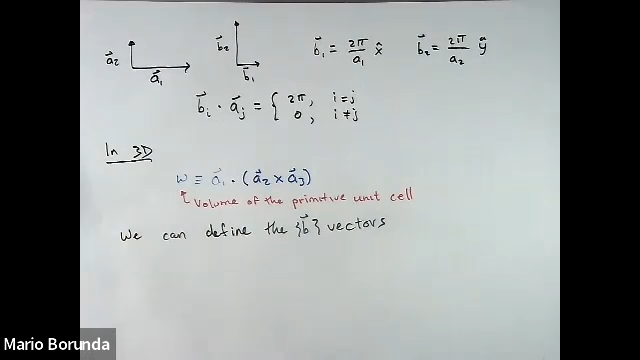 a⃗₂ a⃗₁ b⃗₂ b⃗₁ b⃗₁ = 2π/a₁ x̂ b⃗₂ = 2π/a₂ ŷ
b⃗ᵢ · a⃗ⱼ = { 2π, i=j
0, i≠j
In 3D
w ≡ a⃗₁ · (a⃗₂ × a⃗₃)
Volume of the primitive unit cell
We can define the {b⃗} vectors
Mario Borunda